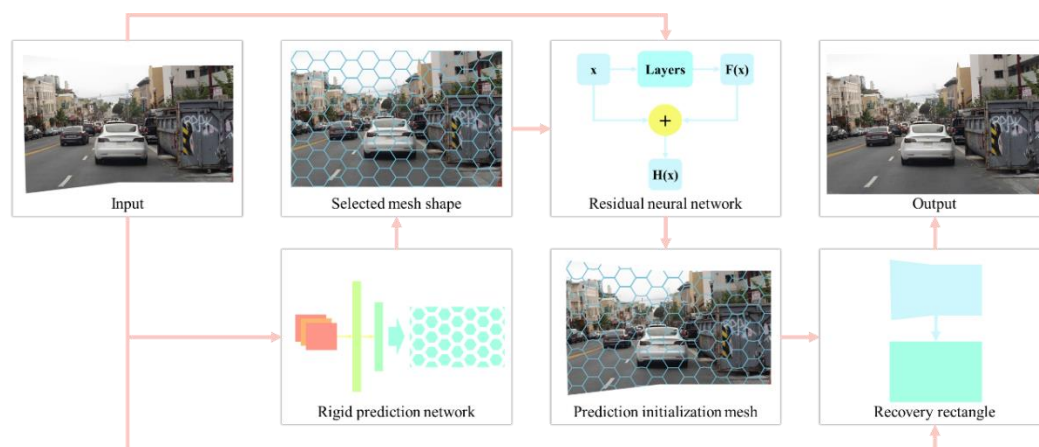 Input
Selected mesh shape
x
Layers
F(x)
+
H(x)
Residual neural network
Output
Rigid prediction network
Prediction initialization mesh
Recovery rectangle